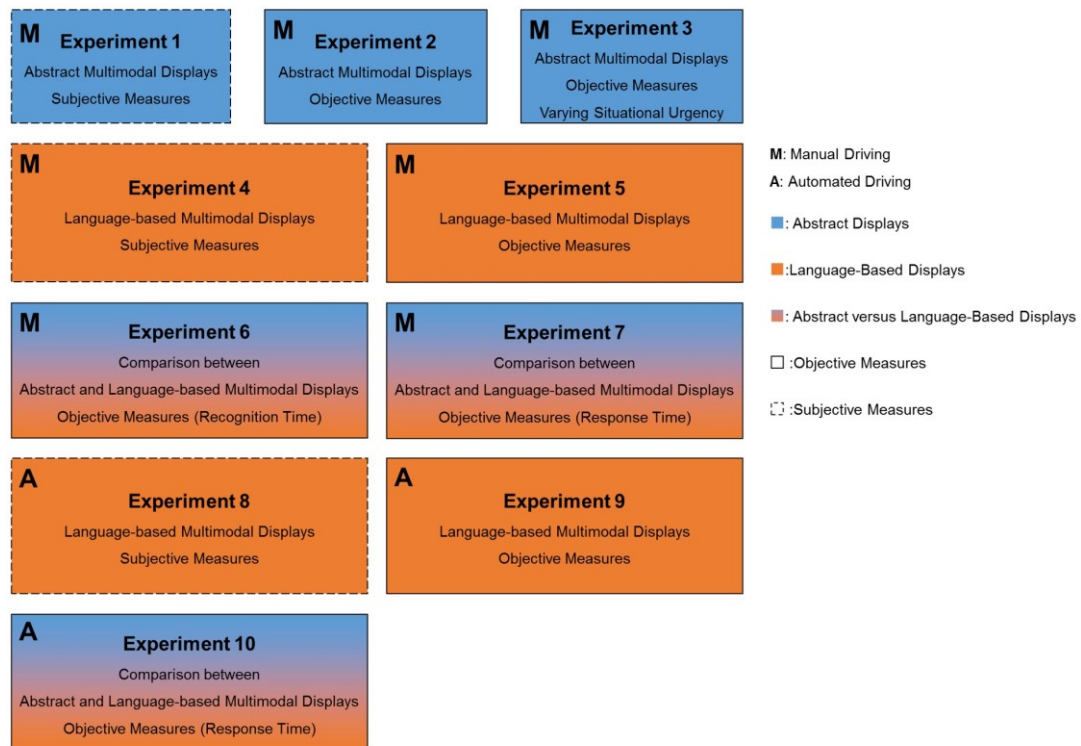 M
Experiment 1
Abstract Multimodal Displays
Subjective Measures
M
Experiment 2
Abstract Multimodal Displays
Objective Measures
M
Experiment 3
Abstract Multimodal Displays
Objective Measures
Varying Situational Urgency
M
Experiment 4
Language-based Multimodal Displays
Subjective Measures
M
Experiment 5
Language-based Multimodal Displays
Objective Measures
M
Experiment 6
Comparison between
Abstract and Language-based Multimodal Displays
Objective Measures (Recognition Time)
M
Experiment 7
Comparison between
Abstract and Language-based Multimodal Displays
Objective Measures (Response Time)
A
Experiment 8
Language-based Multimodal Displays
Subjective Measures
A
Experiment 9
Language-based Multimodal Displays
Objective Measures
A
Experiment 10
Comparison between
Abstract and Language-based Multimodal Displays
Objective Measures (Response Time)
M: Manual Driving
A: Automated Driving
: Abstract Displays
:Language-Based Displays
: Abstract versus Language-Based Displays
:Objective Measures
:Subjective Measures